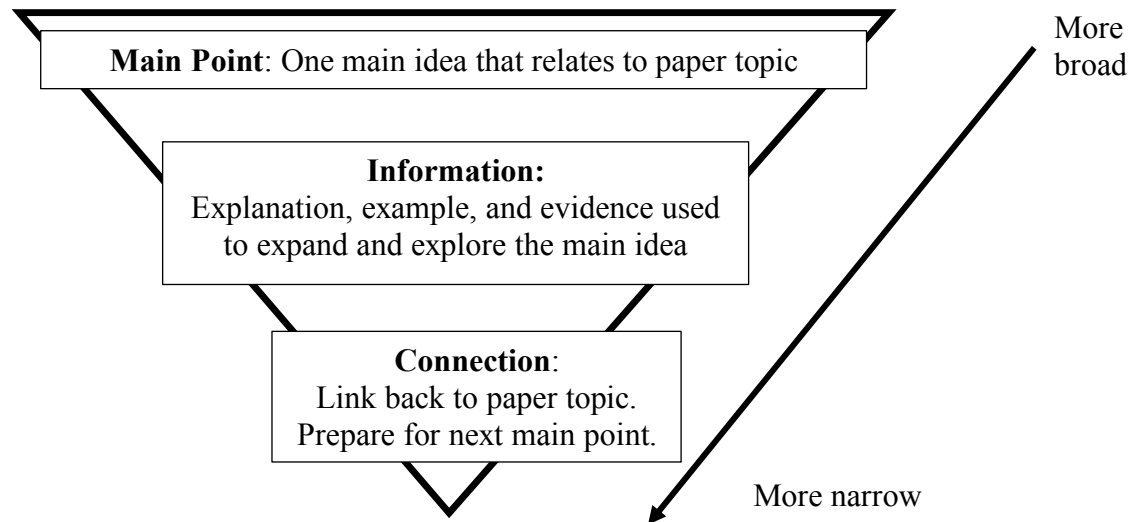 Main Point: One main idea that relates to paper topic
More
broad
Information:
Explanation, example, and evidence used
to expand and explore the main idea
Connection:
Link back to paper topic.
Prepare for next main point.
More narrow